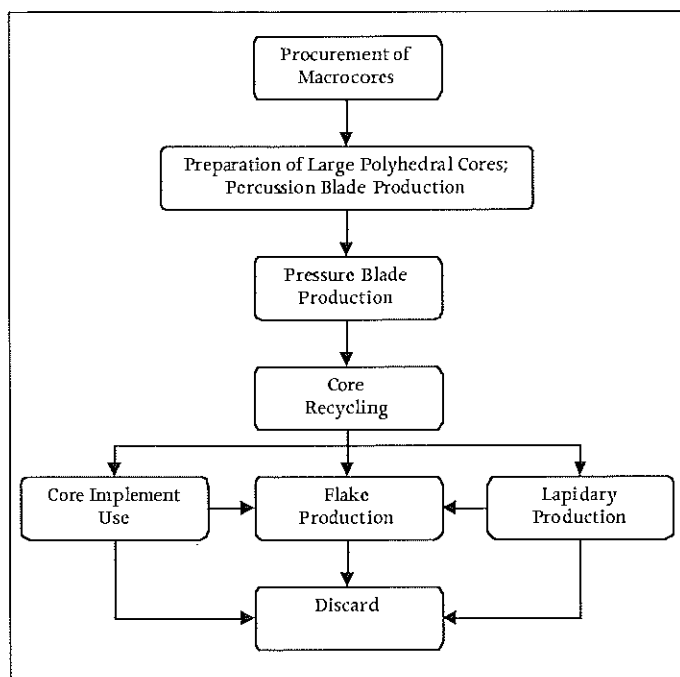 Procurement of
Macrocores
Preparation of Large Polyhedral Cores;
Percussion Blade Production
Pressure Blade
Production
Core
Recycling
Core Implement
Use
Flake
Production
Lapidary
Production
Discard